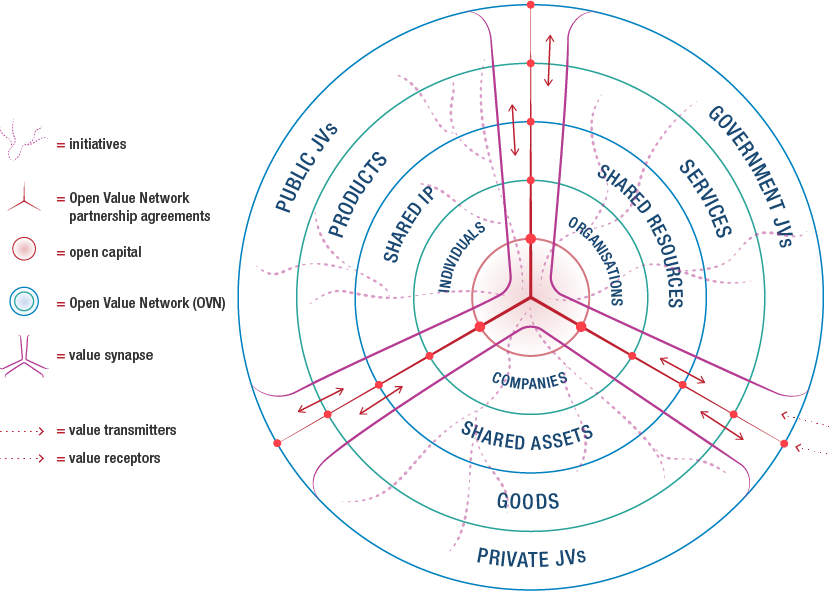 = initiatives
= Open Value Network
partnership agreements
= open capital
= Open Value Network (OVN)
= value synapse
= value transmitters
= value receptors
PUBLIC JVs
PRODUCTS
SHARED IP
INDIVIDUALS
GOVERNMENT JVs
SERVICES
SHARED RESOURCES
ORGANISATIONS
COMPANIES
SHARED ASSETS
GOODS
PRIVATE JVs